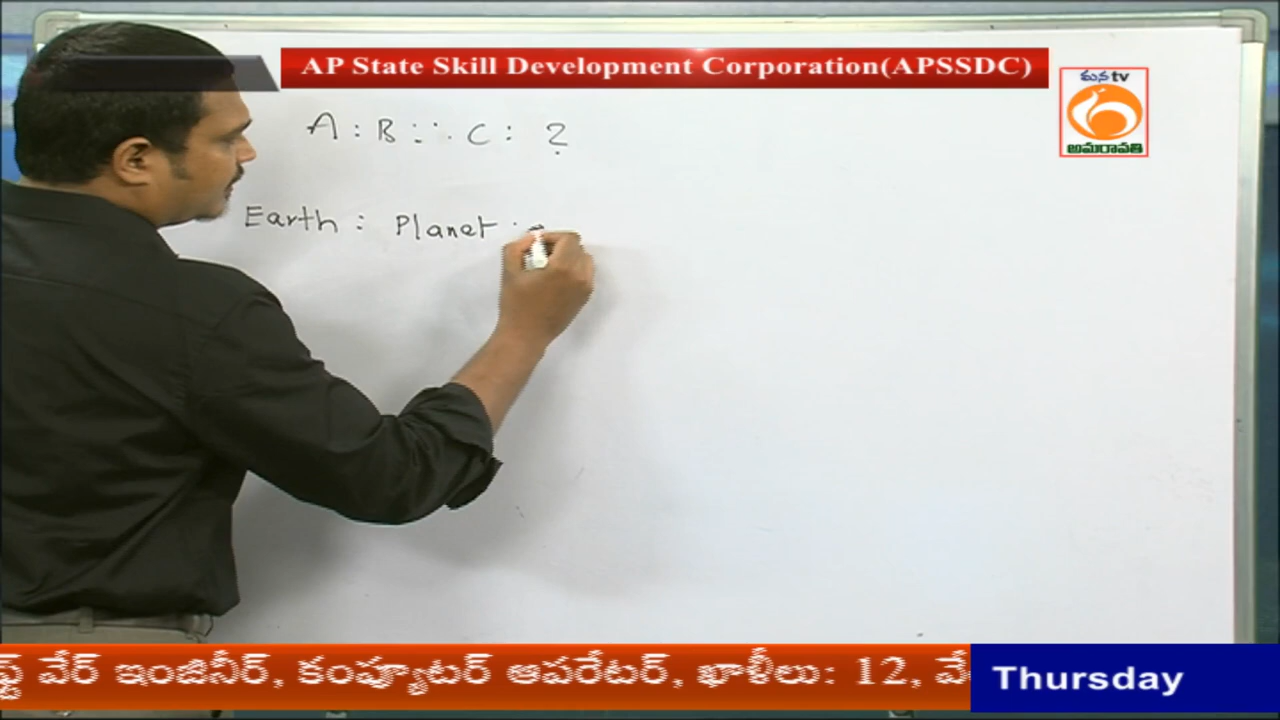 AP State Skill Development Corporation(APSSDC)
మన tv
అమరావతి
A : B :: C : ?
Earth : Planet :
వేర్ ఇంజినీర్, కంప్యూటర్ ఆపరేటర్, ఖాళీలు: 12, వే
Thursday